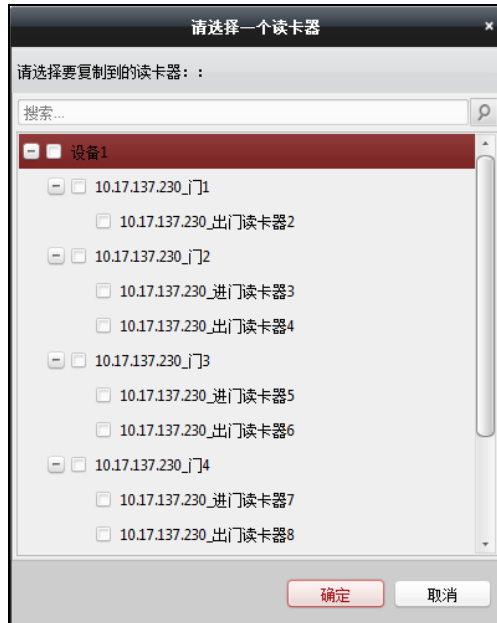 请选择一个读卡器
请选择要复制到的读卡器：:
搜索...
设备1
10.17.137.230_门1
10.17.137.230_出门读卡器2
10.17.137.230_门2
10.17.137.230_进门读卡器3
10.17.137.230_出门读卡器4
10.17.137.230_门3
10.17.137.230_进门读卡器5
10.17.137.230_出门读卡器6
10.17.137.230_门4
10.17.137.230_进门读卡器7
10.17.137.230_出门读卡器8
确定 取消